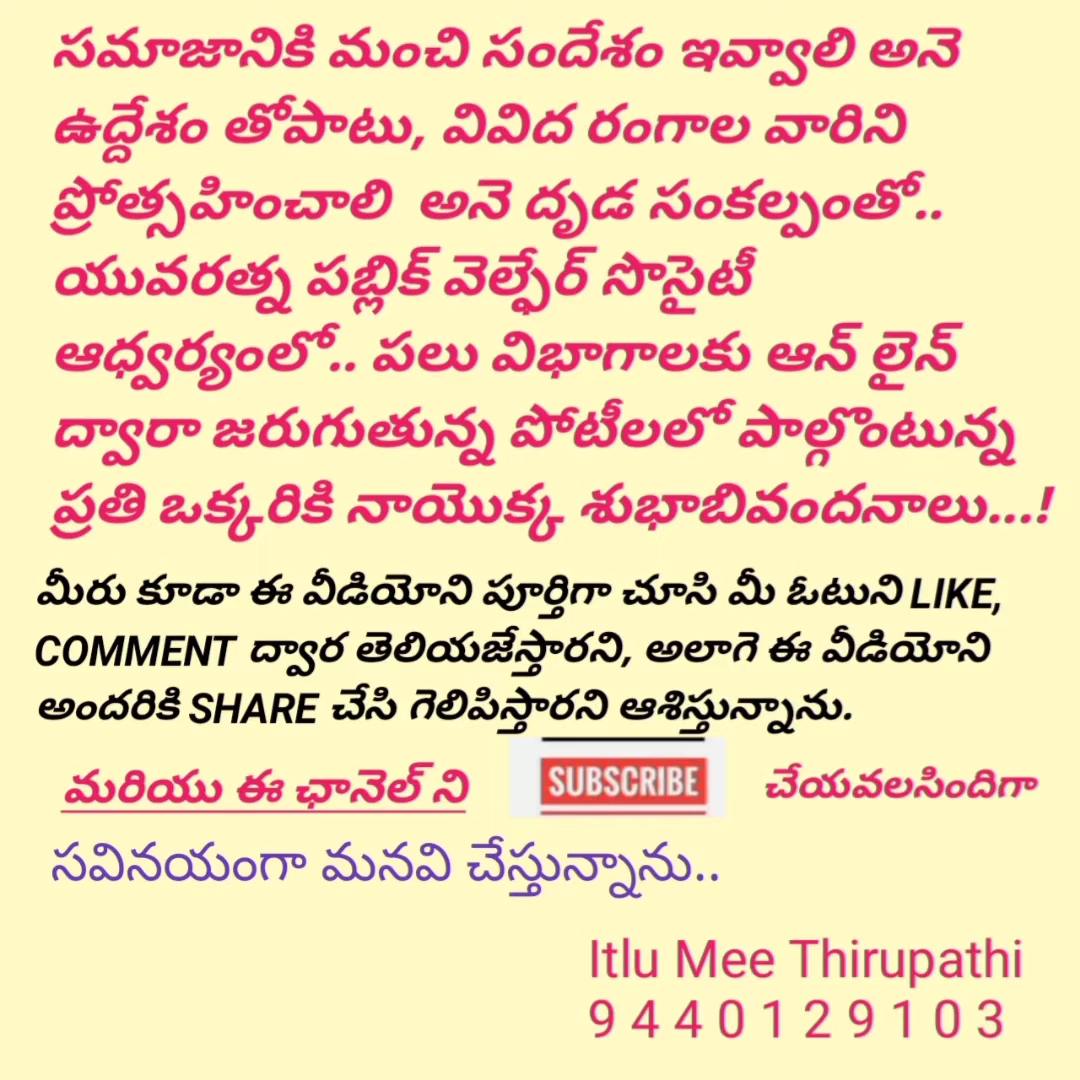 సమాజానికి మంచి సందేశం ఇవ్వాలి అనె
ఉద్దేశం తోపాటు, వివిద రంగాల వారిని
ప్రోత్సహించాలి అనె దృడ సంకల్పంతో..
యువరత్న పబ్లిక్ వెల్ఫేర్ సొసైటీ
ఆధ్వర్యంలో.. పలు విభాగాలకు ఆన్ లైన్
ద్వారా జరుగుతున్న పోటీలలో పాల్గొంటున్న
ప్రతి ఒక్కరికి నాయొక్క శుభాబివందనాలు...!
మీరు కూడా ఈ వీడియోని పూర్తిగా చూసి మీ ఓటుని LIKE,
COMMENT ద్వార తెలియజేస్తారని, అలాగె ఈ వీడియోని
అందరికి SHARE చేసి గెలిపిస్తారని ఆశిస్తున్నాను.
మరియు ఈ ఛానెల్ ని SUBSCRIBE చేయవలసిందిగా
సవినయంగా మనవి చేస్తున్నాను..
Itlu Mee Thirupathi
9 4 4 0 1 2 9 1 0 3